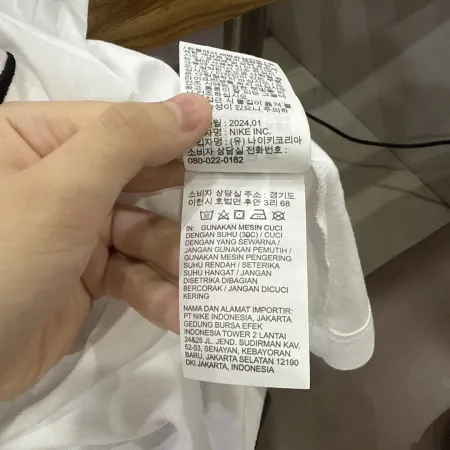 월 : 2024.01
자명 : NIKE INC.
입자명 : (유) 나이키코리아
소비자 상담실 전화번호 :
080-022-0182
소비자 상담실 주소 : 경기도
이천시 호법면 후안 3리 68
IN: GUNAKAN MESIN CUCI
DENGAN SUHU (30C) / CUCI
DENGAN YANG SEWARNA /
JANGAN GUNAKAN PEMUTIH /
GUNAKAN MESIN PENGERING
SUHU RENDAH / SETERIKA
SUHU HANGAT / JANGAN
DISETRIKA DIBAGIAN
BERCORAK / JANGAN DICUCI
KERING
NAMA DAN ALAMAT IMPORTIR:
PT NIKE INDONESIA, JAKARTA
GEDUNG BURSA EFEK
INDONESIA TOWER 2 LANTAI
24&25 JL. JEND. SUDIRMAN KAV.
52-53, SENAYAN, KEBAYORAN
BARU, JAKARTA SELATAN 12190
DKI JAKARTA, INDONESIA